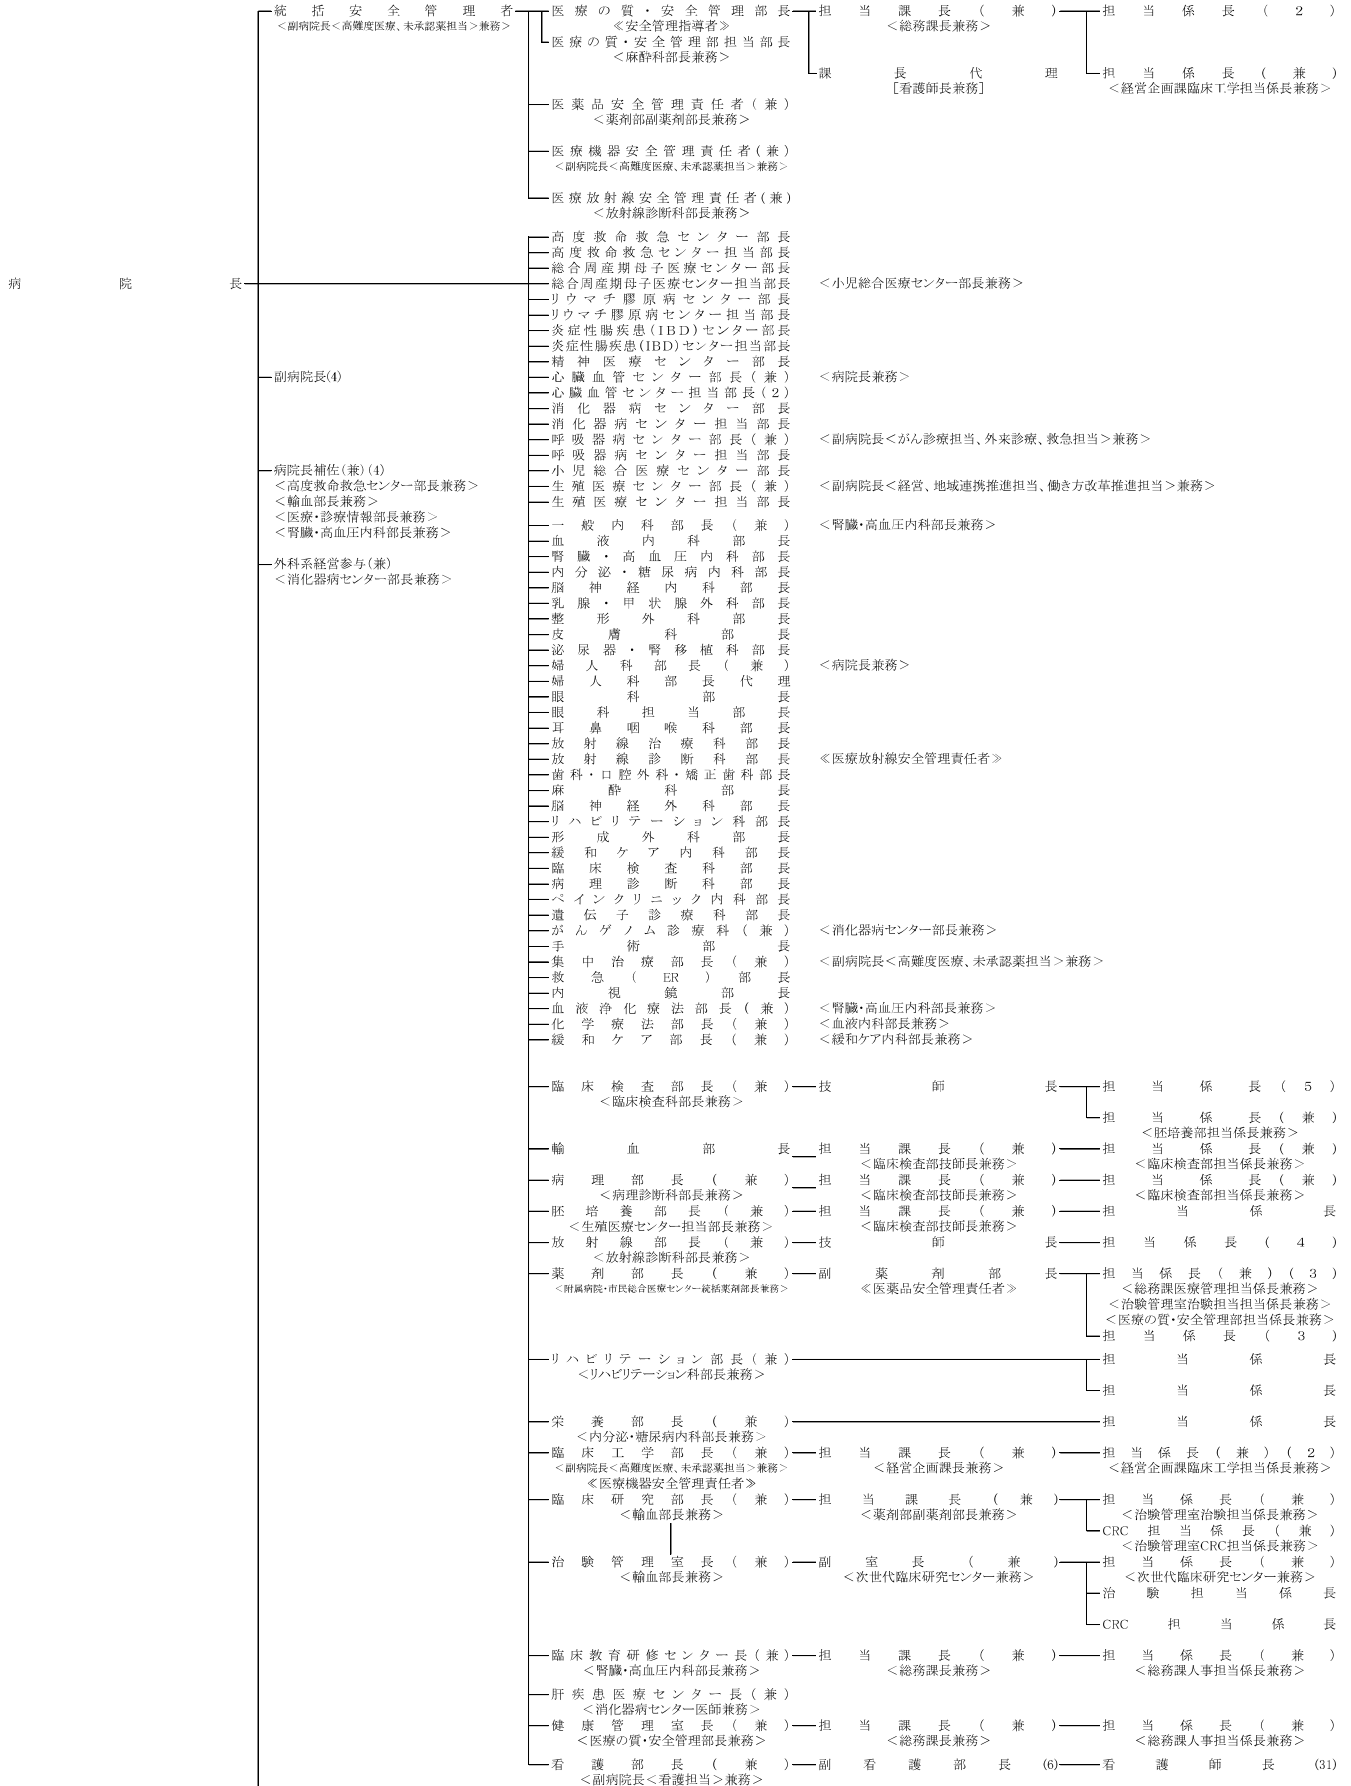 統括安全管理者 医療の質・安全管理部長 担当課長(兼) 担当係長(2)
＜副病院長＜高難度医療、未承認薬担当＞兼務＞ ≪安全管理指導者≫ ＜総務課長兼務＞
医療の質・安全管理部担当部長
＜麻酔科部長兼務＞
課長代理 担当係長(兼)
[看護師長兼務] ＜経営企画課臨床工学担当係長兼務＞
医薬品安全管理責任者(兼)
＜薬剤部副薬剤部長兼務＞
医療機器安全管理責任者(兼)
＜副病院長＜高難度医療、未承認薬担当＞兼務＞
医療放射線安全管理責任者(兼)
＜放射線診断科部長兼務＞
高度救命救急センター部長
高度救命救急センター担当部長
総合周産期母子医療センター部長
病院長 総合周産期母子医療センター担当部長 ＜小児総合医療センター部長兼務＞
リウマチ膠原病センター部長
リウマチ膠原病センター担当部長
炎症性腸疾患(IBD)センター部長
炎症性腸疾患(IBD)センター担当部長
精神医療センター部長
副病院長(4) 心臓血管センター部長(兼) ＜病院長兼務＞
心臓血管センター担当部長(2)
消化器病センター部長
消化器病センター担当部長
呼吸器病センター部長(兼) ＜副病院長＜がん診療担当、外来診療、救急担当＞兼務＞
呼吸器病センター担当部長
病院長補佐(兼)(4) 小児総合医療センター部長
＜高度救命救急センター部長兼務＞ 生殖医療センター部長(兼) ＜副病院長＜経営、地域連携推進担当、働き方改革推進担当＞兼務＞
＜輸血部長兼務＞ 生殖医療センター担当部長
＜医療・診療情報部長兼務＞
＜腎臓・高血圧内科部長兼務＞ 一般内科部長(兼) ＜腎臓・高血圧内科部長兼務＞
血液内科部長
腎臓・高血圧内科部長
外科系経営参与(兼) 内分泌・糖尿病内科部長
＜消化器病センター部長兼務＞ 脳神経内科部長
乳腺・甲状腺外科部長
整形外科部長
皮膚科部長
泌尿器・腎移植科部長
婦人科部長(兼) ＜病院長兼務＞
婦人科部長代理
眼科部長
眼科担当部長
耳鼻咽喉科部長
放射線治療科部長
放射線診断科部長 ≪医療放射線安全管理責任者≫
歯科・口腔外科・矯正歯科部長
麻酔科部長
脳神経外科部長
リハビリテーション科部長
形成外科部長
緩和ケア内科部長
臨床検査科部長
病理診断科部長
ペインクリニック内科部長
遺伝子診療科部長
がんゲノム診療科(兼) ＜消化器病センター部長兼務＞
手術部長
集中治療部長(兼) ＜副病院長＜高難度医療、未承認薬担当＞兼務＞
救急(ER)部長
内視鏡部長
血液浄化療法部長(兼) ＜腎臓・高血圧内科部長兼務＞
化学療法部長(兼) ＜血液内科部長兼務＞
緩和ケア部長(兼) ＜緩和ケア内科部長兼務＞
臨床検査部長(兼) 技師長 担当係長(5)
＜臨床検査科部長兼務＞
担当係長(兼)
＜胚培養部担当係長兼務＞
輸血部長 担当課長(兼) 担当係長(兼)
＜臨床検査部技師長兼務＞ ＜臨床検査部担当係長兼務＞
病理部長(兼) 担当課長(兼) 担当係長(兼)
＜病理診断科部長兼務＞ ＜臨床検査部技師長兼務＞ ＜臨床検査部担当係長兼務＞
胚培養部長(兼) 担当課長(兼) 担当係長
＜生殖医療センター担当部長兼務＞ ＜臨床検査部技師長兼務＞
放射線部長(兼) 技師長 担当係長(4)
＜放射線診断科部長兼務＞
薬剤部長(兼) 副薬剤部長 担当係長(兼)(3)
＜附属病院・市民総合医療センター統括薬剤部長兼務＞ ≪医薬品安全管理責任者≫ ＜総務課医療管理担当係長兼務＞
＜治験管理室治験担当担当係長兼務＞
＜医療の質・安全管理部担当係長兼務＞
担当係長(3)
リハビリテーション部長(兼) 担当係長
＜リハビリテーション科部長兼務＞
担当係長
栄養部長(兼) 担当係長
＜内分泌・糖尿病内科部長兼務＞
臨床工学部長(兼) 担当課長(兼) 担当係長(兼)(2)
＜副病院長＜高難度医療、未承認薬担当＞兼務＞ ＜経営企画課長兼務＞ ＜経営企画課臨床工学担当係長兼務＞
≪医療機器安全管理責任者≫
臨床研究部長(兼) 担当課長(兼) 担当係長(兼)
＜輸血部長兼務＞ ＜薬剤部副薬剤部長兼務＞ ＜治験管理室治験担当係長兼務＞
CRC担当係長(兼)
＜治験管理室CRC担当係長兼務＞
治験管理室長(兼) 副室長(兼) 担当係長(兼)
＜輸血部長兼務＞ ＜次世代臨床研究センター兼務＞ ＜次世代臨床研究センター兼務＞
治験担当係長
CRC担当係長
臨床教育研修センター長(兼) 担当課長(兼) 担当係長(兼)
＜腎臓・高血圧内科部長兼務＞ ＜総務課長兼務＞ ＜総務課人事担当係長兼務＞
肝疾患医療センター長(兼)
＜消化器病センター医師兼務＞
健康管理室長(兼) 担当課長(兼) 担当係長(兼)
＜医療の質・安全管理部長兼務＞ ＜総務課長兼務＞ ＜総務課人事担当係長兼務＞
看護部長(兼) 副看護部長(6) 看護師長(31)
＜副病院長＜看護担当＞兼務＞